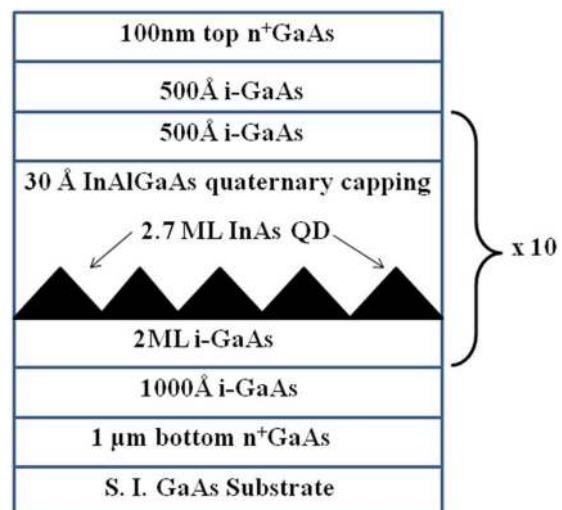 100nm top n⁺GaAs
500Å i-GaAs
500Å i-GaAs
30 Å InAlGaAs quaternary capping
2.7 ML InAs QD
x 10
2ML i-GaAs
1000Å i-GaAs
1 µm bottom n⁺GaAs
S. I. GaAs Substrate